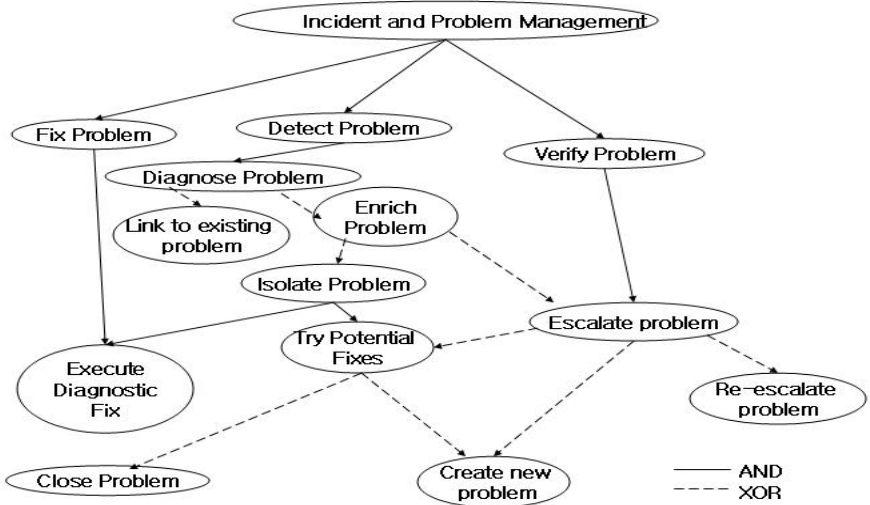 Incident and Problem Management
Fix Problem
Detect Problem
Verify Problem
Diagnose Problem
Link to existing
problem
Enrich
Problem
Isolate Problem
Try Potential
Fixes
Escalate problem
Execute
Diagnostic
Fix
Re-escalate
problem
Close Problem
Create new
problem
AND
XOR